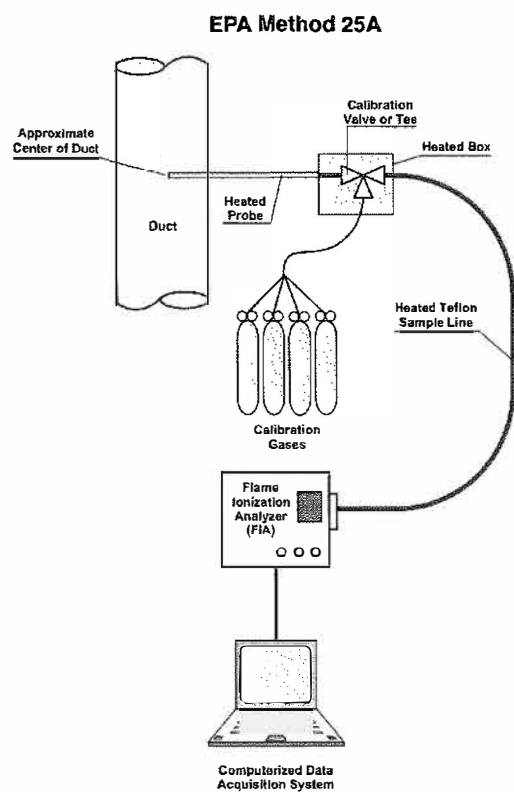 EPA Method 25A
Calibration
Valve or Tee
Approximate
Center of Duct
Heated Box
Heated
Probe
Duct
Heated Teflon
Sample Line
Calibration
Gases
Flame
Ionization
Analyzer
(FIA)
Computerized Data
Acquisition System